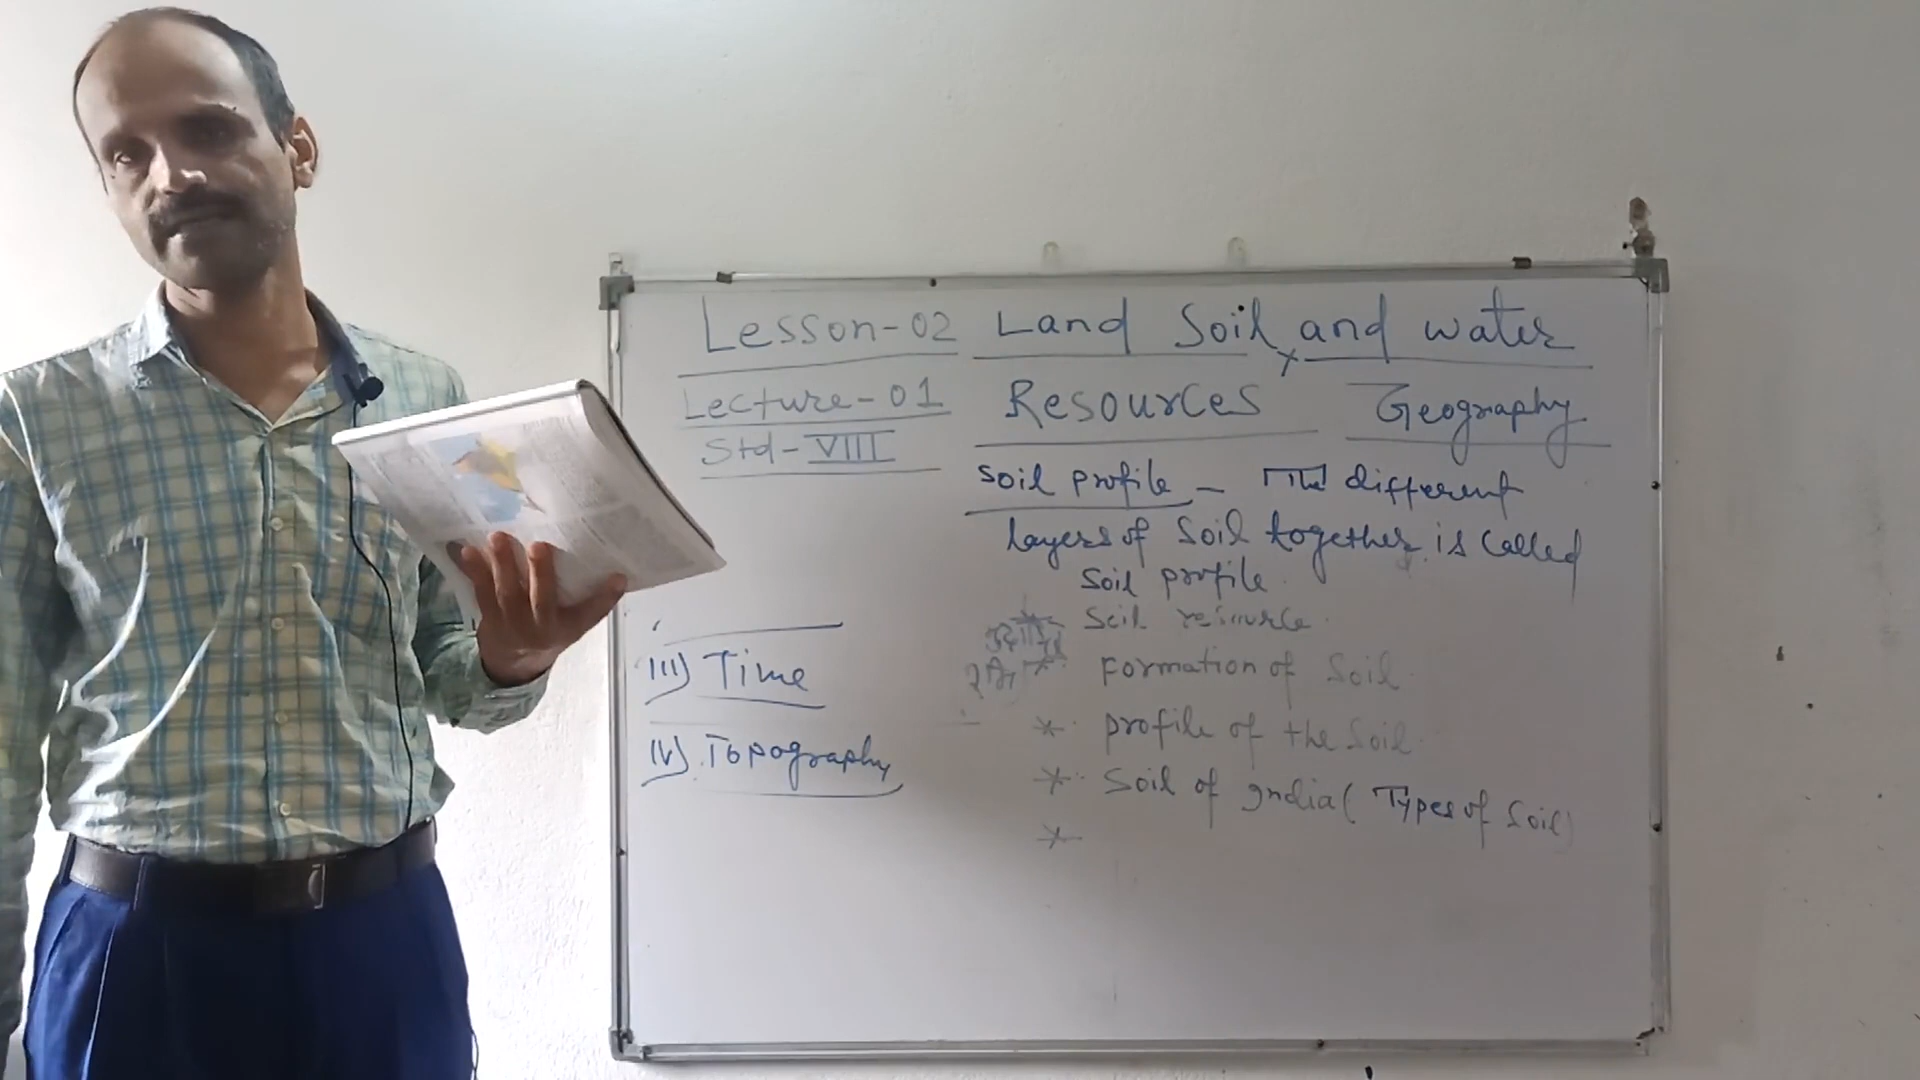 Lesson-02 Land Soil, and water
Lecture-01 Resources Geography
Std-VIII
Soil profile - The different
layers of Soil together is called
Soil profile.
* Soil resource.
* Formation of Soil.
III) Time
* profile of the Soil.
IV) Topography
* Soil of India (Types of Soil)
*